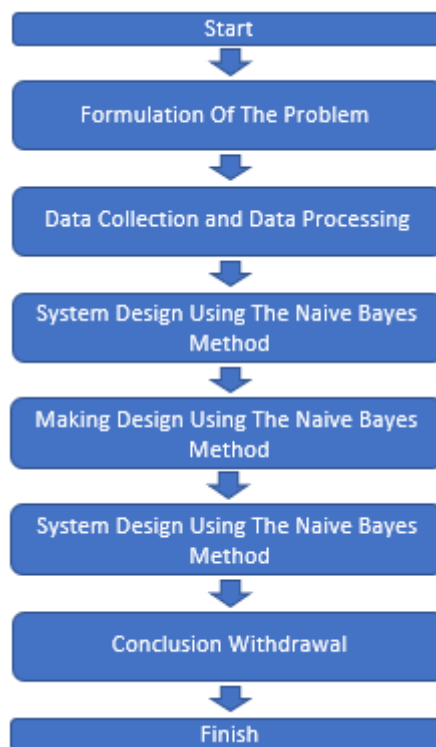 Start
Formulation Of The Problem
Data Collection and Data Processing
System Design Using The Naive Bayes
Method
Making Design Using The Naive Bayes
Method
System Design Using The Naive Bayes
Method
Conclusion Withdrawal
Finish